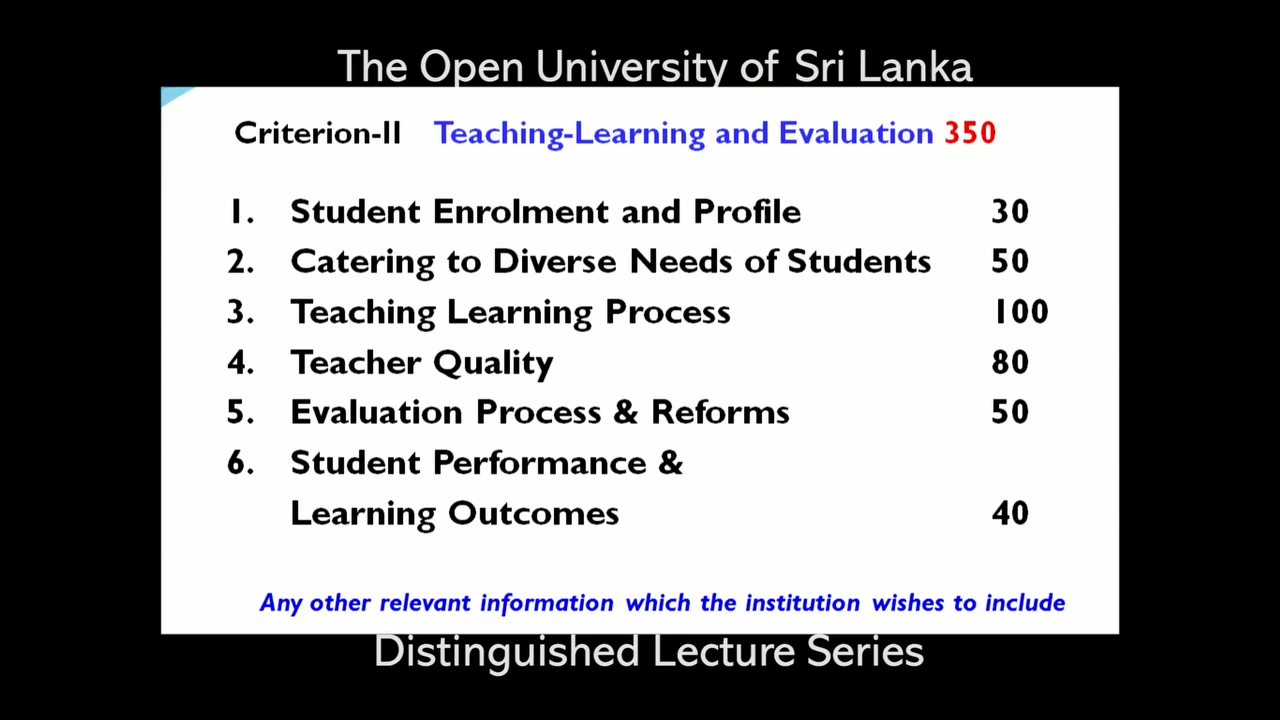 The Open University of Sri Lanka
Criterion-II Teaching-Learning and Evaluation 350
1. Student Enrolment and Profile 30
2. Catering to Diverse Needs of Students 50
3. Teaching Learning Process 100
4. Teacher Quality 80
5. Evaluation Process & Reforms 50
6. Student Performance &
Learning Outcomes 40
Any other relevant information which the institution wishes to include
Distinguished Lecture Series